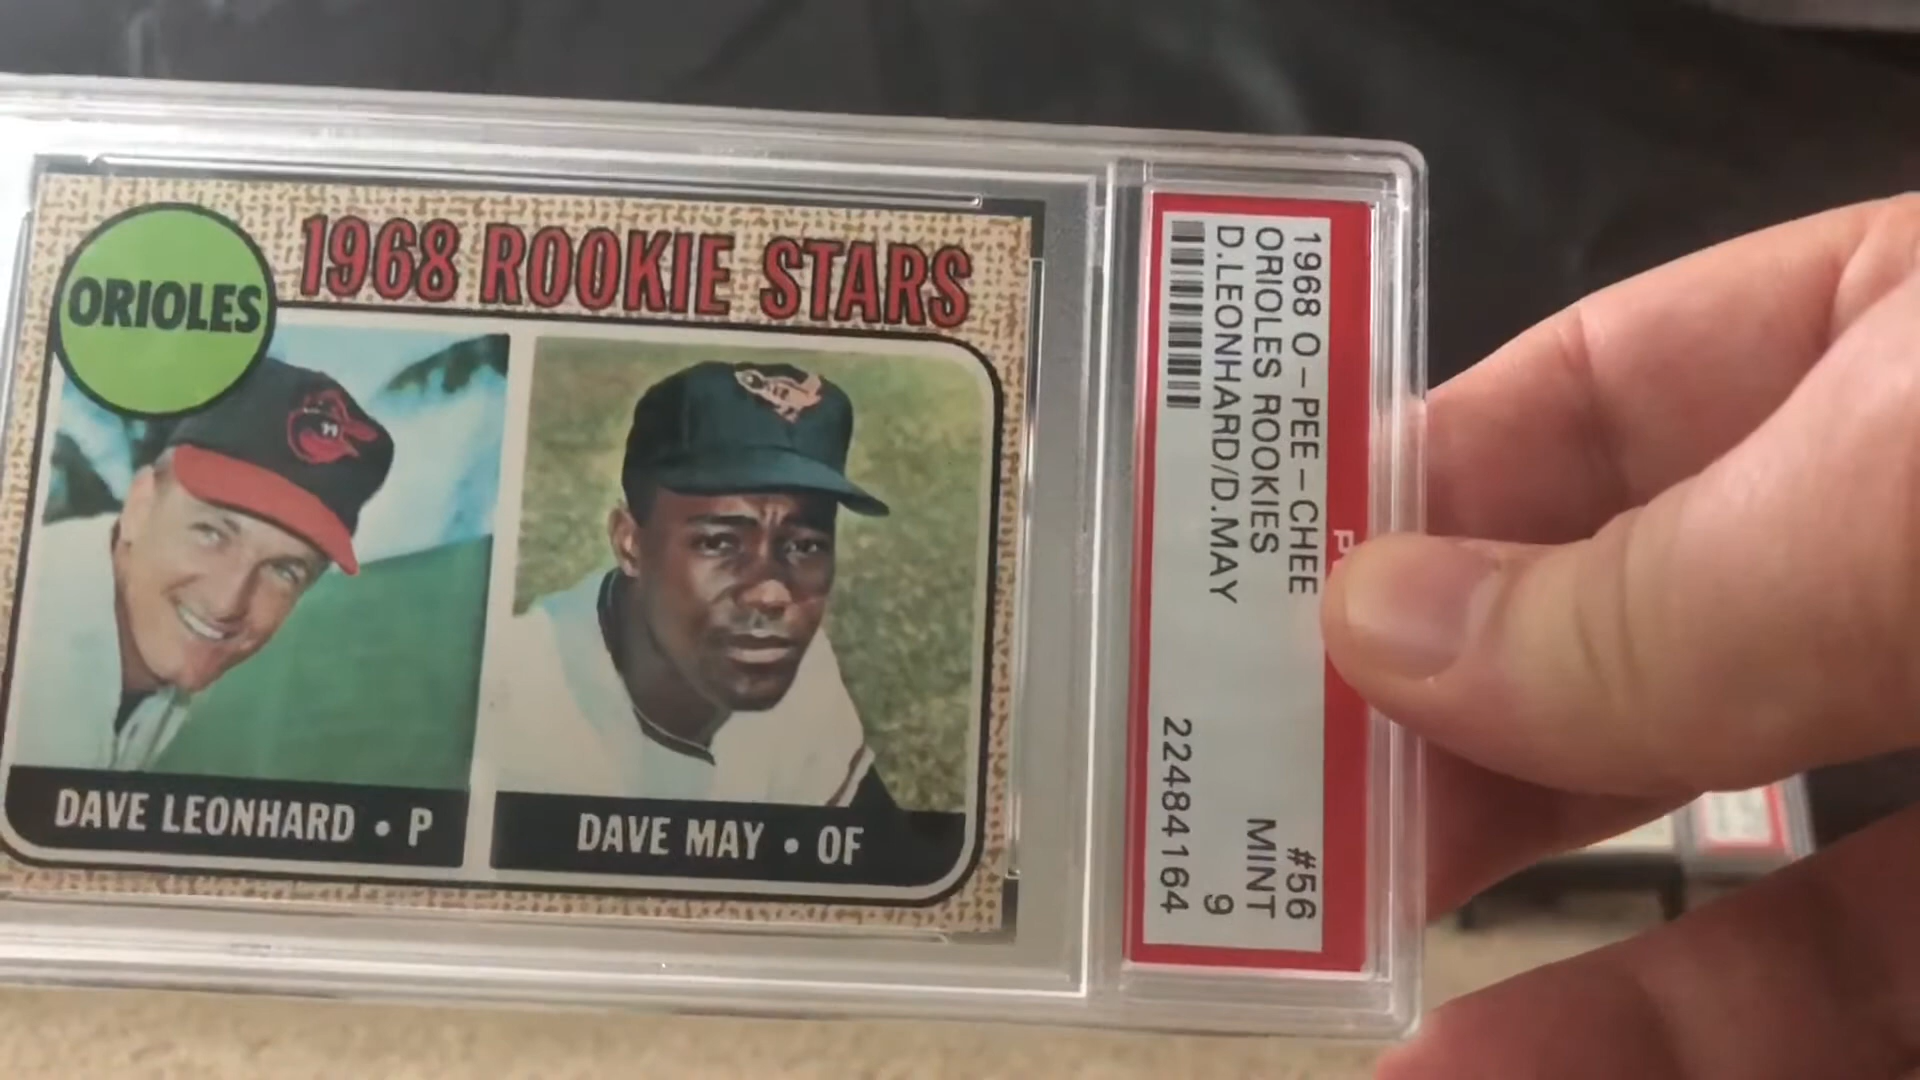 ORIOLES
1968 ROOKIE STARS
DAVE LEONHARD • P
DAVE MAY • OF
1968 O-PEE-CHEE #56
ORIOLES ROOKIES MINT
D.LEONHARD/D.MAY 9
22484164